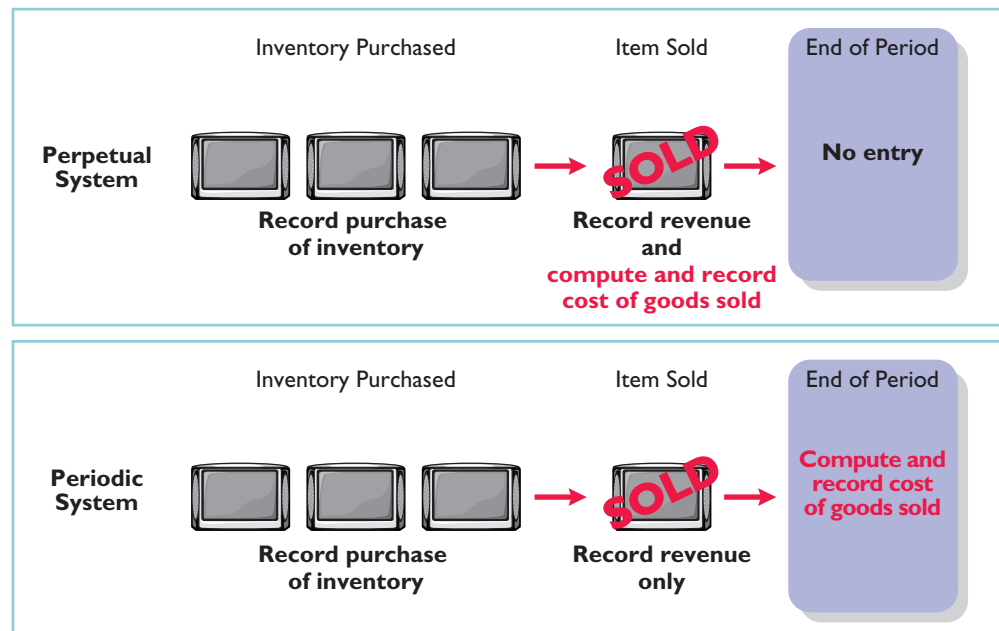 Inventory Purchased
Item Sold
End of Period
Perpetual
System
SOLD
No entry
Record purchase
of inventory
Record revenue
and
compute and record
cost of goods sold
Inventory Purchased
Item Sold
End of Period
Periodic
System
SOLD
Compute and
record cost
of goods sold
Record purchase
of inventory
Record revenue
only